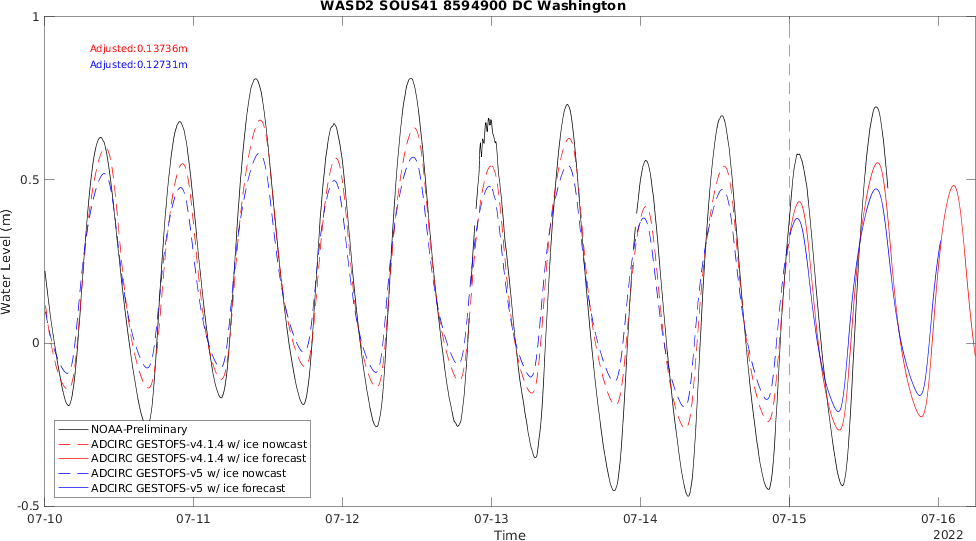 WASD2 SOUS41 8594900 DC Washington
1
Adjusted:0.13736m
Adjusted:0.12731m
0.5
Water Level (m)
0
NOAA-Preliminary
ADCIRC GESTOFS-v4.1.4 w/ ice nowcast
ADCIRC GESTOFS-v4.1.4 w/ ice forecast
ADCIRC GESTOFS-v5 w/ ice nowcast
ADCIRC GESTOFS-v5 w/ ice forecast
-0.5
07-10 07-11 07-12 07-13 07-14 07-15 07-16
Time
2022